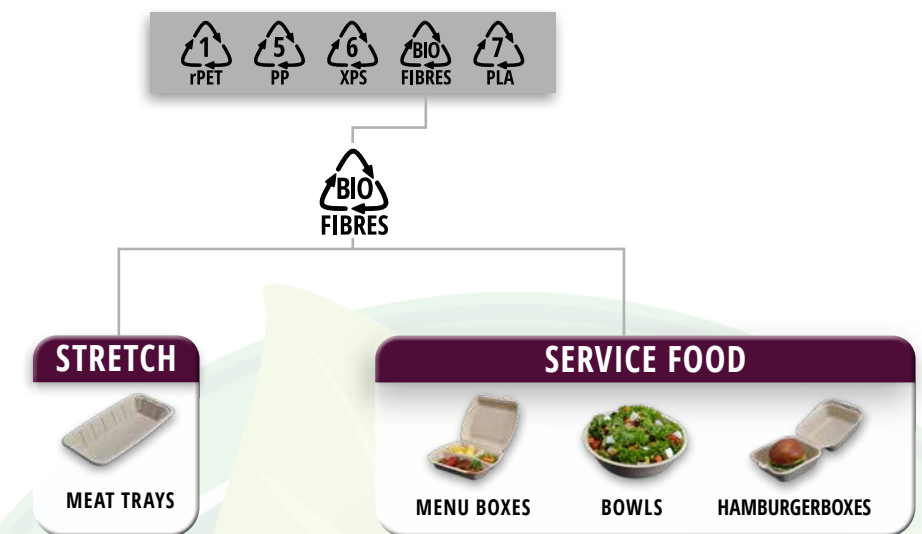 1 5 6 BIO 7
rPET PP XPS FIBRES PLA
BIO
FIBRES
STRETCH
SERVICE FOOD
MEAT TRAYS
MENU BOXES
BOWLS
HAMBURGERBOXES